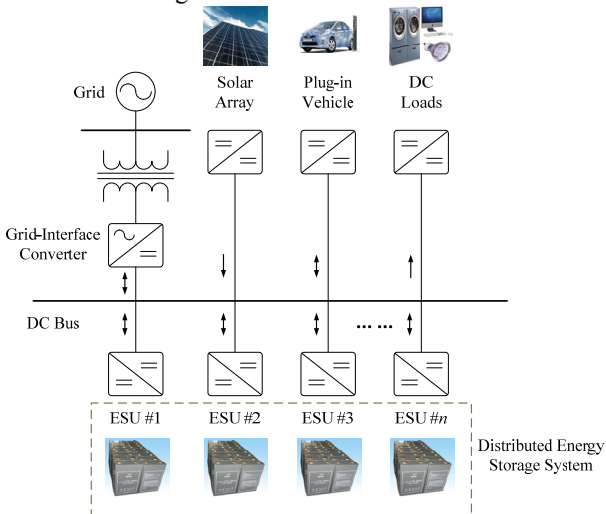 Solar
Array
Plug-in
Vehicle
DC
Loads
Grid
Grid-Interface
Converter
DC Bus
... ...
ESU #1
ESU #2
ESU #3
ESU #n
Distributed Energy
Storage System